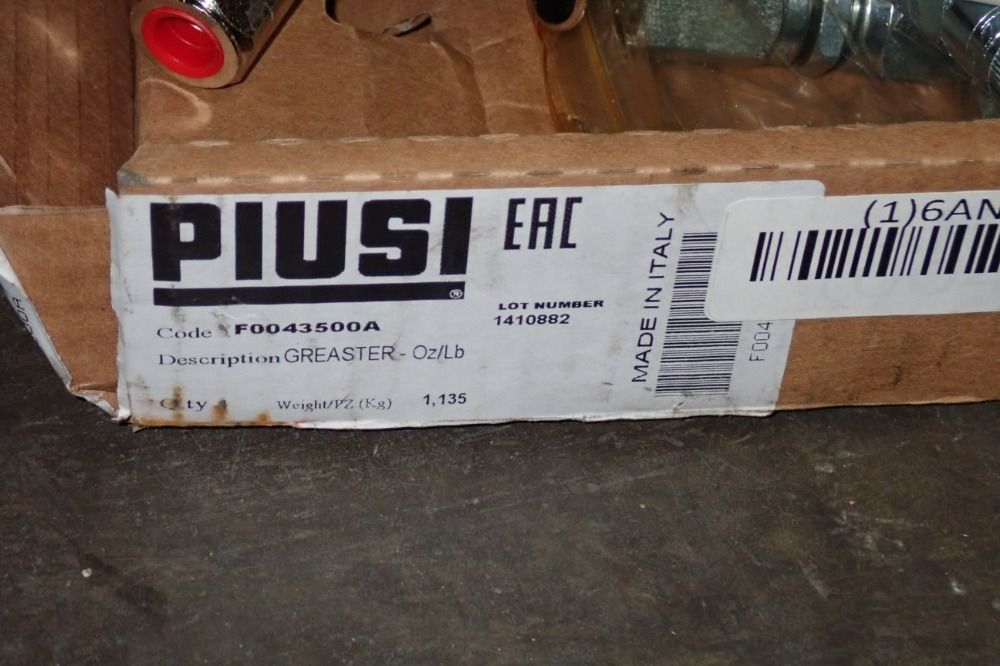 PIUSI
EAC
Code F0043500A
LOT NUMBER
1410882
Description GREASTER - Oz/Lb
Weight/PZ (Kg) 1,135
MADE IN ITALY
F004
(1)6AN